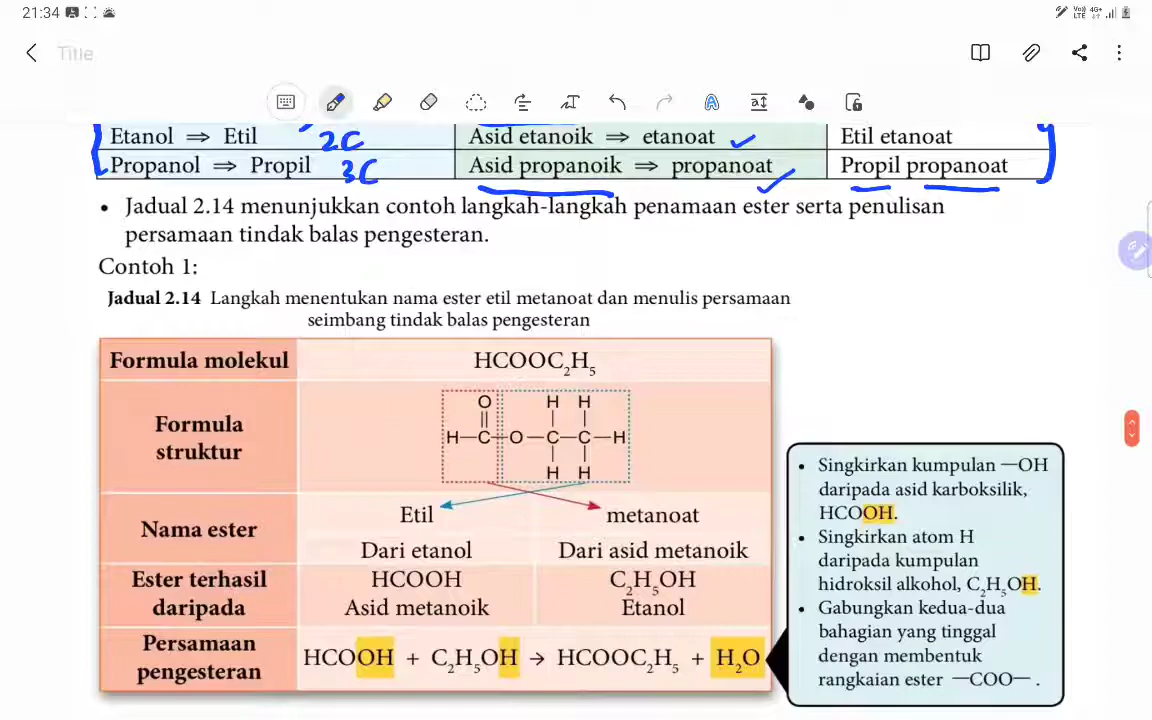 21:34
Title
Etanol ⇒ Etil 2C Asid etanoik ⇒ etanoat Etil etanoat
Propanol ⇒ Propil 3C Asid propanoik ⇒ propanoat Propil propanoat
• Jadual 2.14 menunjukkan contoh langkah-langkah penamaan ester serta penulisan
persamaan tindak balas pengesteran.
Contoh 1:
Jadual 2.14 Langkah menentukan nama ester etil metanoat dan menulis persamaan
seimbang tindak balas pengesteran
Formula molekul HCOOC₂H₅
Formula
struktur
O H H
H—C—O—C—C—H
H H
Nama ester
Etil metanoat
Dari etanol Dari asid metanoik
Ester terhasil
daripada
HCOOH C₂H₅OH
Asid metanoik Etanol
Persamaan
pengesteran
HCOOH + C₂H₅OH → HCOOC₂H₅ + H₂O
• Singkirkan kumpulan —OH
daripada asid karboksilik,
HCOOH.
• Singkirkan atom H
daripada kumpulan
hidroksil alkohol, C₂H₅OH.
• Gabungkan kedua-dua
bahagian yang tinggal
dengan membentuk
rangkaian ester —COO— .